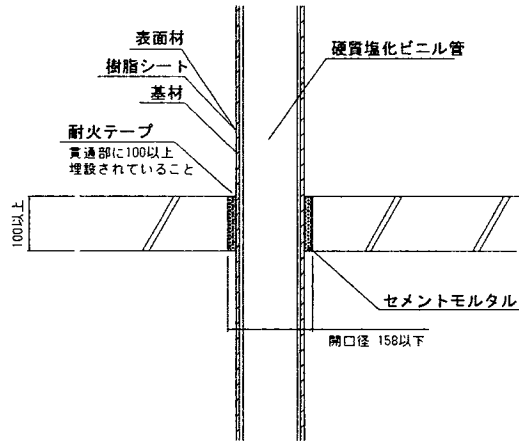 表面材
樹脂シート
基材
耐火テープ
貫通部に100以上
埋設されていること
硬質塩化ビニル管
100以上
セメントモルタル
開口径 158以下